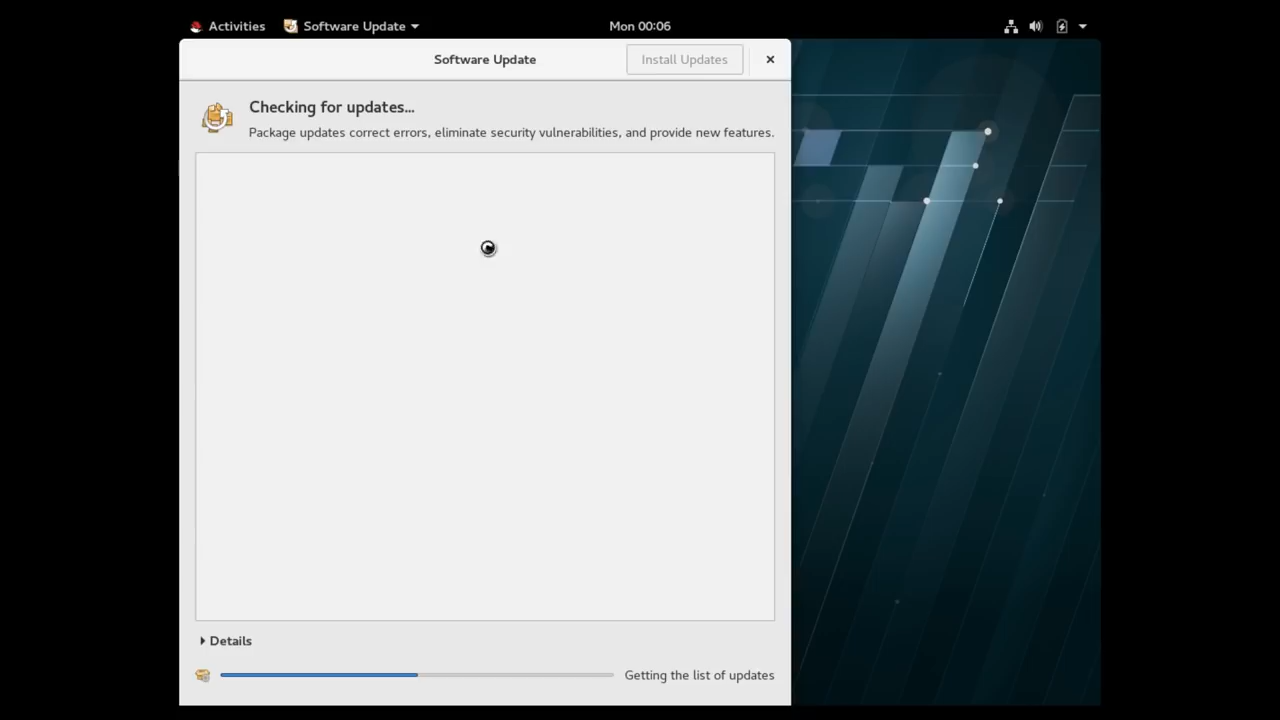 Activities Software Update Mon 00:06
Software Update Install Updates
Checking for updates...
Package updates correct errors, eliminate security vulnerabilities, and provide new features.
Details
Getting the list of updates